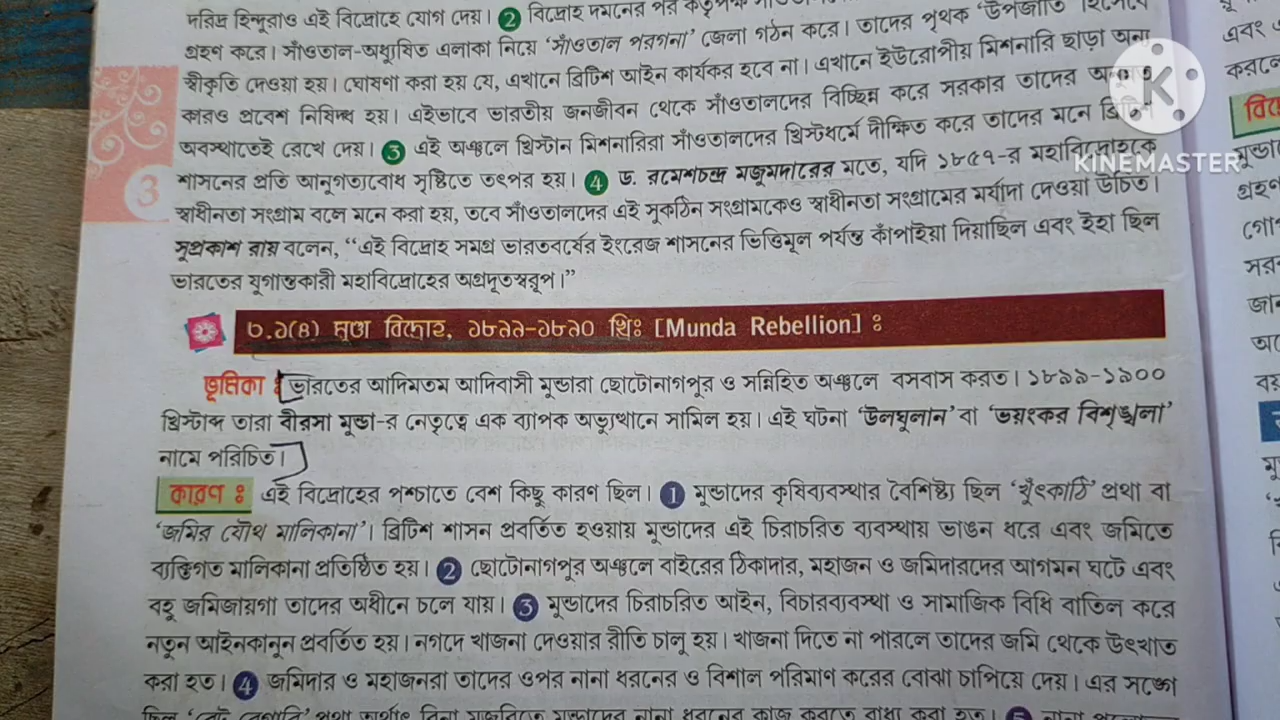 দরিদ্র হিন্দুরাও এই বিদ্রোহে যোগ দেয়। 2 বিদ্রোহ দমনের পর
গ্রহণ করে। সাঁওতাল-অধ্যুষিত এলাকা নিয়ে ‘সাঁওতাল পরগনা’ জেলা গঠন করে। তাদের পৃথক ‘উপজাতি’ হিসেবে
স্বীকৃতি দেওয়া হয়। ঘোষণা করা হয় যে, এখানে ব্রিটিশ আইন কার্যকর হবে না। এখানে ইউরোপীয় মিশনারি ছাড়া অন্য
কারও প্রবেশ নিষিদ্ধ হয়। এইভাবে ভারতীয় জনজীবন থেকে সাঁওতালদের বিচ্ছিন্ন করে সরকার তাদের
অবস্থাতেই রেখে দেয়। 3 এই অঞ্চলে খ্রিস্টান মিশনারিরা সাঁওতালদের খ্রিস্টধর্মে দীক্ষিত করে তাদের মনে ব্রিটিশ
শাসনের প্রতি আনুগত্যবোধ সৃষ্টিতে তৎপর হয়। 4 ড. রমেশচন্দ্র মজুমদারের মতে, যদি ১৮৫৭-র মহাবিদ্রোহকে
স্বাধীনতা সংগ্রাম বলে মনে করা হয়, তবে সাঁওতালদের এই সুকঠিন সংগ্রামকেও স্বাধীনতা সংগ্রামের মর্যাদা দেওয়া উচিত।
সুপ্রকাশ রায় বলেন, “এই বিদ্রোহ সমগ্র ভারতবর্ষের ইংরেজ শাসনের ভিত্তিমূল পর্যন্ত কাঁপাইয়া দিয়াছিল এবং ইহা ছিল
ভারতের যুগান্তকারী মহাবিদ্রোহের অগ্রদূতস্বরূপ।”
3
KINEMASTER
৮.১(৪) মুণ্ডা বিদ্রোহ, [Munda Rebellion] ঃ
ভূমিকা ঃ ভারতের আদিমতম আদিবাসী মুন্ডারা ছোটোনাগপুর ও সন্নিহিত অঞ্চলে বসবাস করত। ১৮৯৯-১৯০০
খ্রিস্টাব্দ তারা বীরসা মুন্ডা-র নেতৃত্বে এক ব্যাপক অভ্যুত্থানে সামিল হয়। এই ঘটনা ‘উলঘুলান’ বা ‘ভয়ংকর বিশৃঙ্খলা’
নামে পরিচিত।
কারণ ঃ এই বিদ্রোহের পশ্চাতে বেশ কিছু কারণ ছিল। 1 মুন্ডাদের কৃষিব্যবস্থার বৈশিষ্ট্য ছিল ‘খুঁৎকাঠি’ প্রথা বা
‘জমির যৌথ মালিকানা’। ব্রিটিশ শাসন প্রবর্তিত হওয়ায় মুন্ডাদের এই চিরাচরিত ব্যবস্থায় ভাঙন ধরে এবং জমিতে
ব্যক্তিগত মালিকানা প্রতিষ্ঠিত হয়। 2 ছোটোনাগপুর অঞ্চলে বাইরের ঠিকাদার, মহাজন ও জমিদারদের আগমন ঘটে এবং
বহু জমিজায়গা তাদের অধীনে চলে যায়। 3 মুন্ডাদের চিরাচরিত আইন, বিচারব্যবস্থা ও সামাজিক বিধি বাতিল করে
নতুন আইনকানুন প্রবর্তিত হয়। নগদে খাজনা দেওয়ার রীতি চালু হয়। খাজনা দিতে না পারলে তাদের জমি থেকে উৎখাত
করা হত। 4 জমিদার ও মহাজনরা তাদের ওপর নানা ধরনের ও বিশাল পরিমাণ করের বোঝা চাপিয়ে দেয়। এর সঙ্গে
ছিল ‘বেট বেগারি’ প্রথা অর্থাৎ বিনা মজুরিতে মুন্ডাদের নানা ধরনের কাজ করতে বাধ্য করা হত। 5